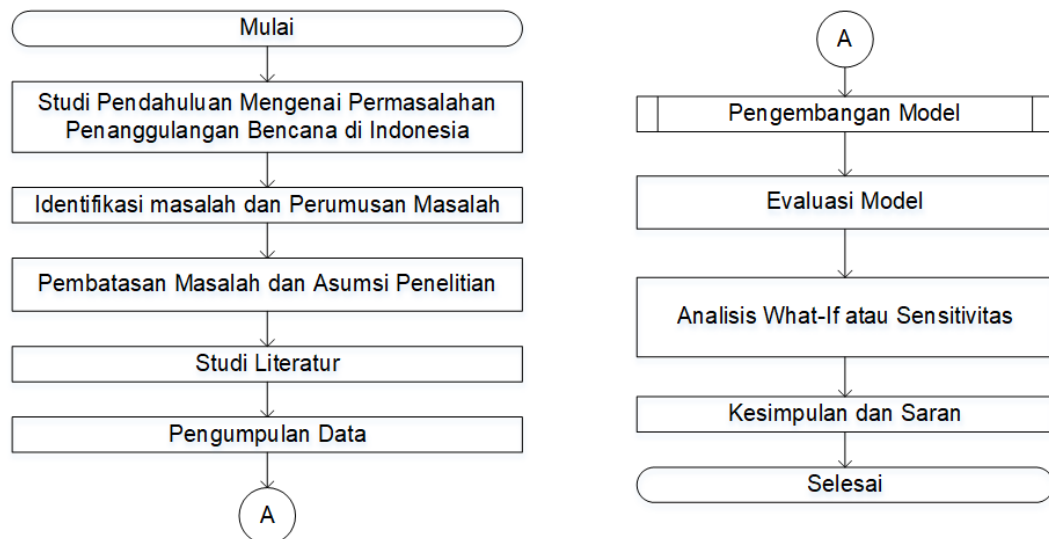 Mulai
Studi Pendahuluan Mengenai Permasalahan
Penanggulangan Bencana di Indonesia
Identifikasi masalah dan Perumusan Masalah
Pembatasan Masalah dan Asumsi Penelitian
Studi Literatur
Pengumpulan Data
A
A
Pengembangan Model
Evaluasi Model
Analisis What-If atau Sensitivitas
Kesimpulan dan Saran
Selesai